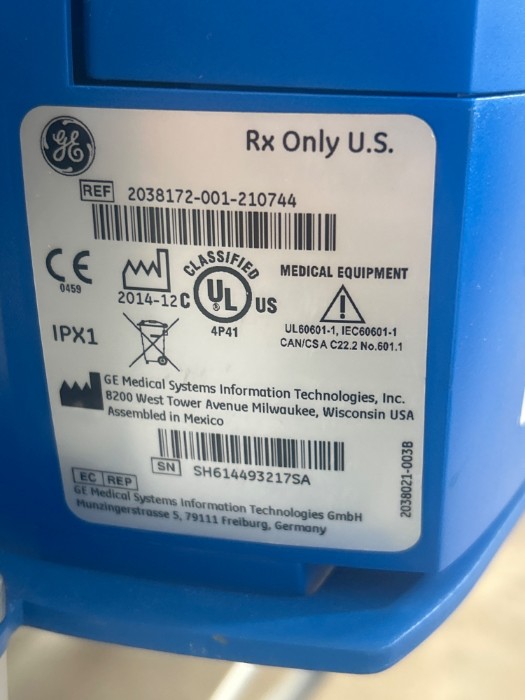 GE
Rx Only U.S.
REF 2038172-001-210744
CE
0459
2014-12
CLASSIFIED
C UL ® US
4P41
MEDICAL EQUIPMENT
UL60601-1, IEC60601-1
CAN/CSA C22.2 No.601.1
IPX1
GE Medical Systems Information Technologies, Inc.
8200 West Tower Avenue Milwaukee, Wisconsin USA
Assembled in Mexico
SN SH614493217SA
EC REP
GE Medical Systems Information Technologies GmbH
Munzingerstrasse 5, 79111 Freiburg, Germany
2038021-003B